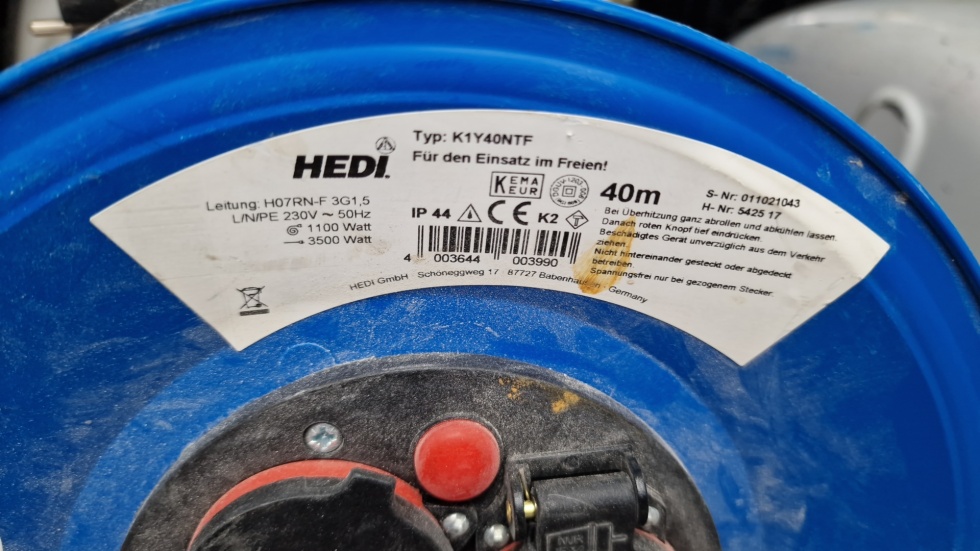 Typ: K1Y40NTF
HEDI
Für den Einsatz im Freien!
Leitung: H07RN-F 3G1,5
L/N/PE 230V ~ 50Hz
1100 Watt
3500 Watt
KEMA
KEUR
40m
IP 44 CE K2
4 003644 003990
S- Nr: 011021043
H- Nr: 5425 17
Bei Überhitzung ganz abrollen und abkühlen lassen.
Danach roten Knopf tief eindrücken.
Beschädigtes Gerät unverzüglich aus dem Verkehr
ziehen.
Nicht hintereinander gesteckt oder abgedeckt
betreiben.
Spannungsfrei nur bei gezogenem Stecker.
HEDI GmbH Schöneggweg 17 87727 Babenhausen Germany